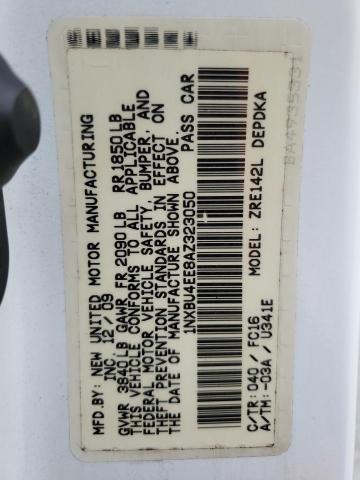 MFD.BY: NEW UNITED MOTOR MANUFACTURING
INC. 12/09
GVWR 3840LB GAWR FR 2090LB RR 1850LB
THIS VEHICLE CONFORMS TO ALL APPLICABLE
FEDERAL MOTOR VEHICLE SAFETY, BUMPER, AND
THEFT PREVENTION STANDARDS IN EFFECT ON
THE DATE OF MANUFACTURE SHOWN ABOVE.
1NXBU4EE8AZ323050 PASS CAR
C/TR: 040 / FC16 MODEL: ZRE142L DEPDKA
A/TM: -03A / U341E
BA4935331